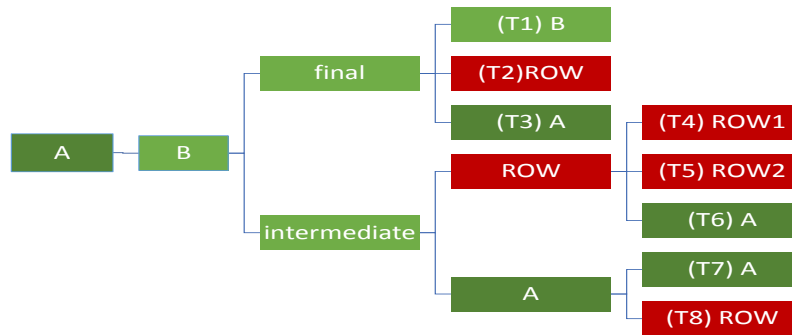 A
B
final
intermediate
(T1) B
(T2)ROW
(T3) A
ROW
A
(T4) ROW1
(T5) ROW2
(T6) A
(T7) A
(T8) ROW